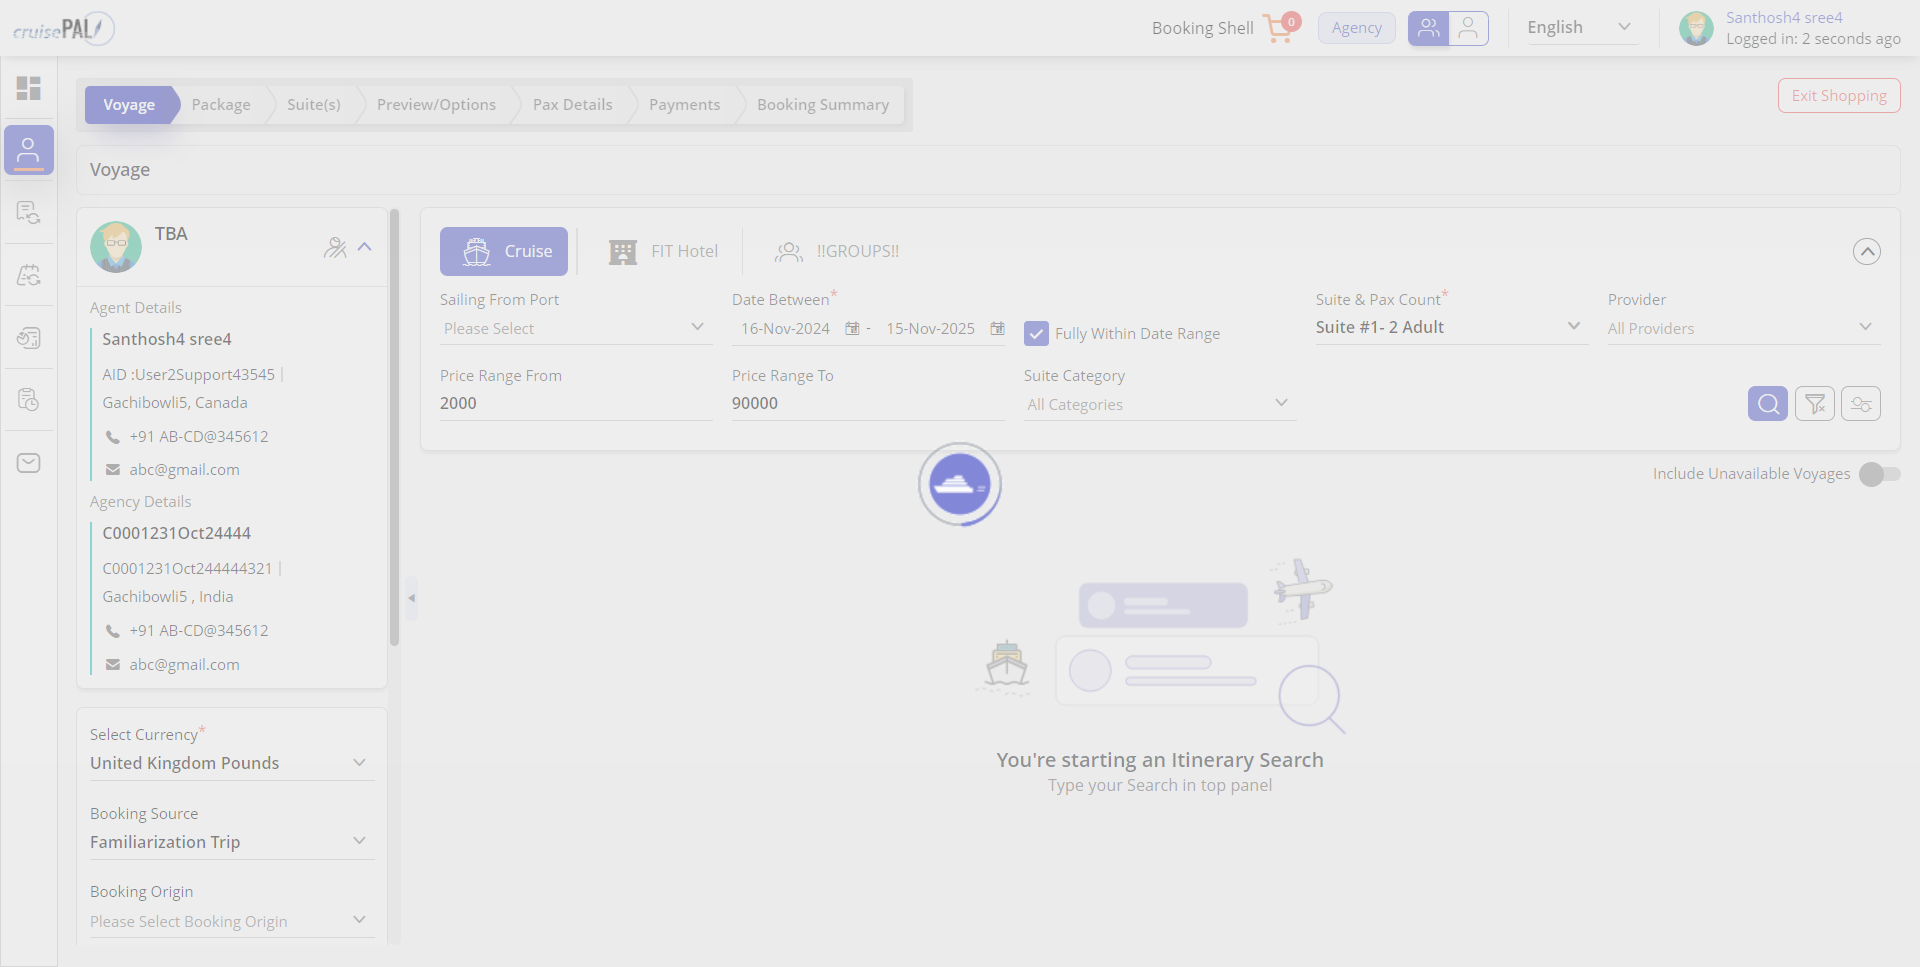 cruisePAL
Booking Shell
0
Agency
English
Santhosh4 sree4
Logged in: 2 seconds ago
Voyage
Package
Suite(s)
Preview/Options
Pax Details
Payments
Booking Summary
Exit Shopping
Voyage
TBA
Agent Details
Santhosh4 sree4
AID :User2Support43545 |
Gachibowli5, Canada
+91 AB-CD@345612
abc@gmail.com
Agency Details
C0001231Oct24444
C0001231Oct244444321 |
Gachibowli5 , India
+91 AB-CD@345612
abc@gmail.com
Select Currency*
United Kingdom Pounds
Booking Source
Familiarization Trip
Booking Origin
Please Select Booking Origin
Cruise
FIT Hotel
!!GROUPS!!
Sailing From Port
Please Select
Date Between*
16-Nov-2024 - 15-Nov-2025
Fully Within Date Range
Suite & Pax Count*
Suite #1- 2 Adult
Provider
All Providers
Price Range From
2000
Price Range To
90000
Suite Category
All Categories
Include Unavailable Voyages
You're starting an Itinerary Search
Type your Search in top panel